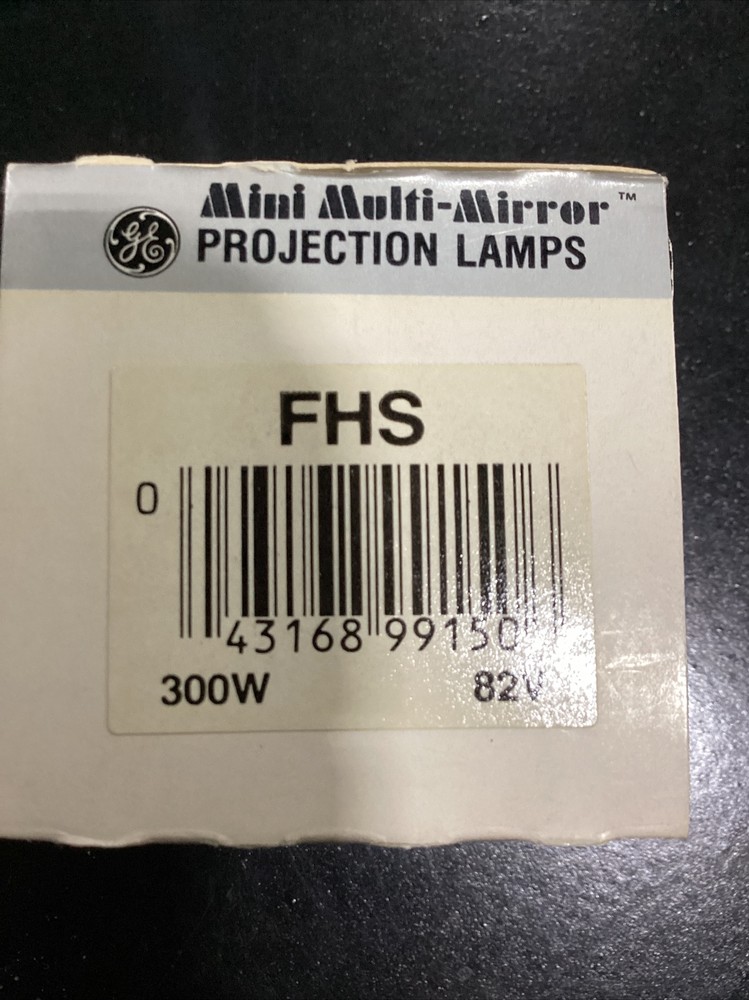 Mini Multi-Mirror™
GE PROJECTION LAMPS
FHS
0
43168 99150
300W 82V